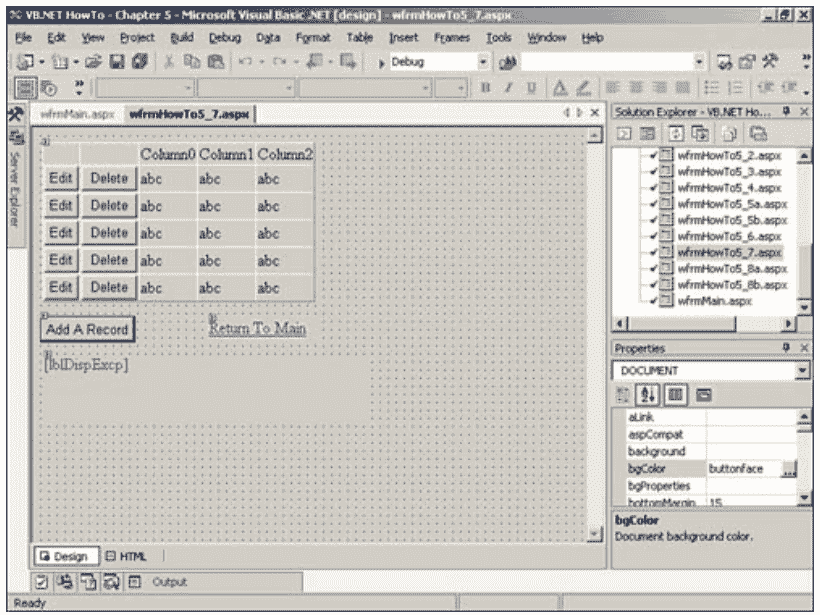 VB.NET HowTo - Chapter 5 - Microsoft Visual Basic .NET [design] - wfrmHowTo5_7.aspx
File Edit View Project Build Debug Data Format Table Insert Frames Tools Window Help
Debug
B I U A
wfrmMain.aspx wfrmHowTo5_7.aspx
Server Explorer
Column0 Column1 Column2
Edit Delete abc abc abc
Edit Delete abc abc abc
Edit Delete abc abc abc
Edit Delete abc abc abc
Edit Delete abc abc abc
Add A Record Return To Main
[lblDispExcp]
Design HTML
Solution Explorer - VB.NET Ho...
wfrmHowTo5_2.aspx
wfrmHowTo5_3.aspx
wfrmHowTo5_4.aspx
wfrmHowTo5_5a.aspx
wfrmHowTo5_5b.aspx
wfrmHowTo5_6.aspx
wfrmHowTo5_7.aspx
wfrmHowTo5_8a.aspx
wfrmHowTo5_8b.aspx
wfrmMain.aspx
Properties
DOCUMENT
aLink
aspCompat
background
bgColor buttonface ...
bgProperties
bottomMargin 15
bgColor
Document background color.
Output
Ready